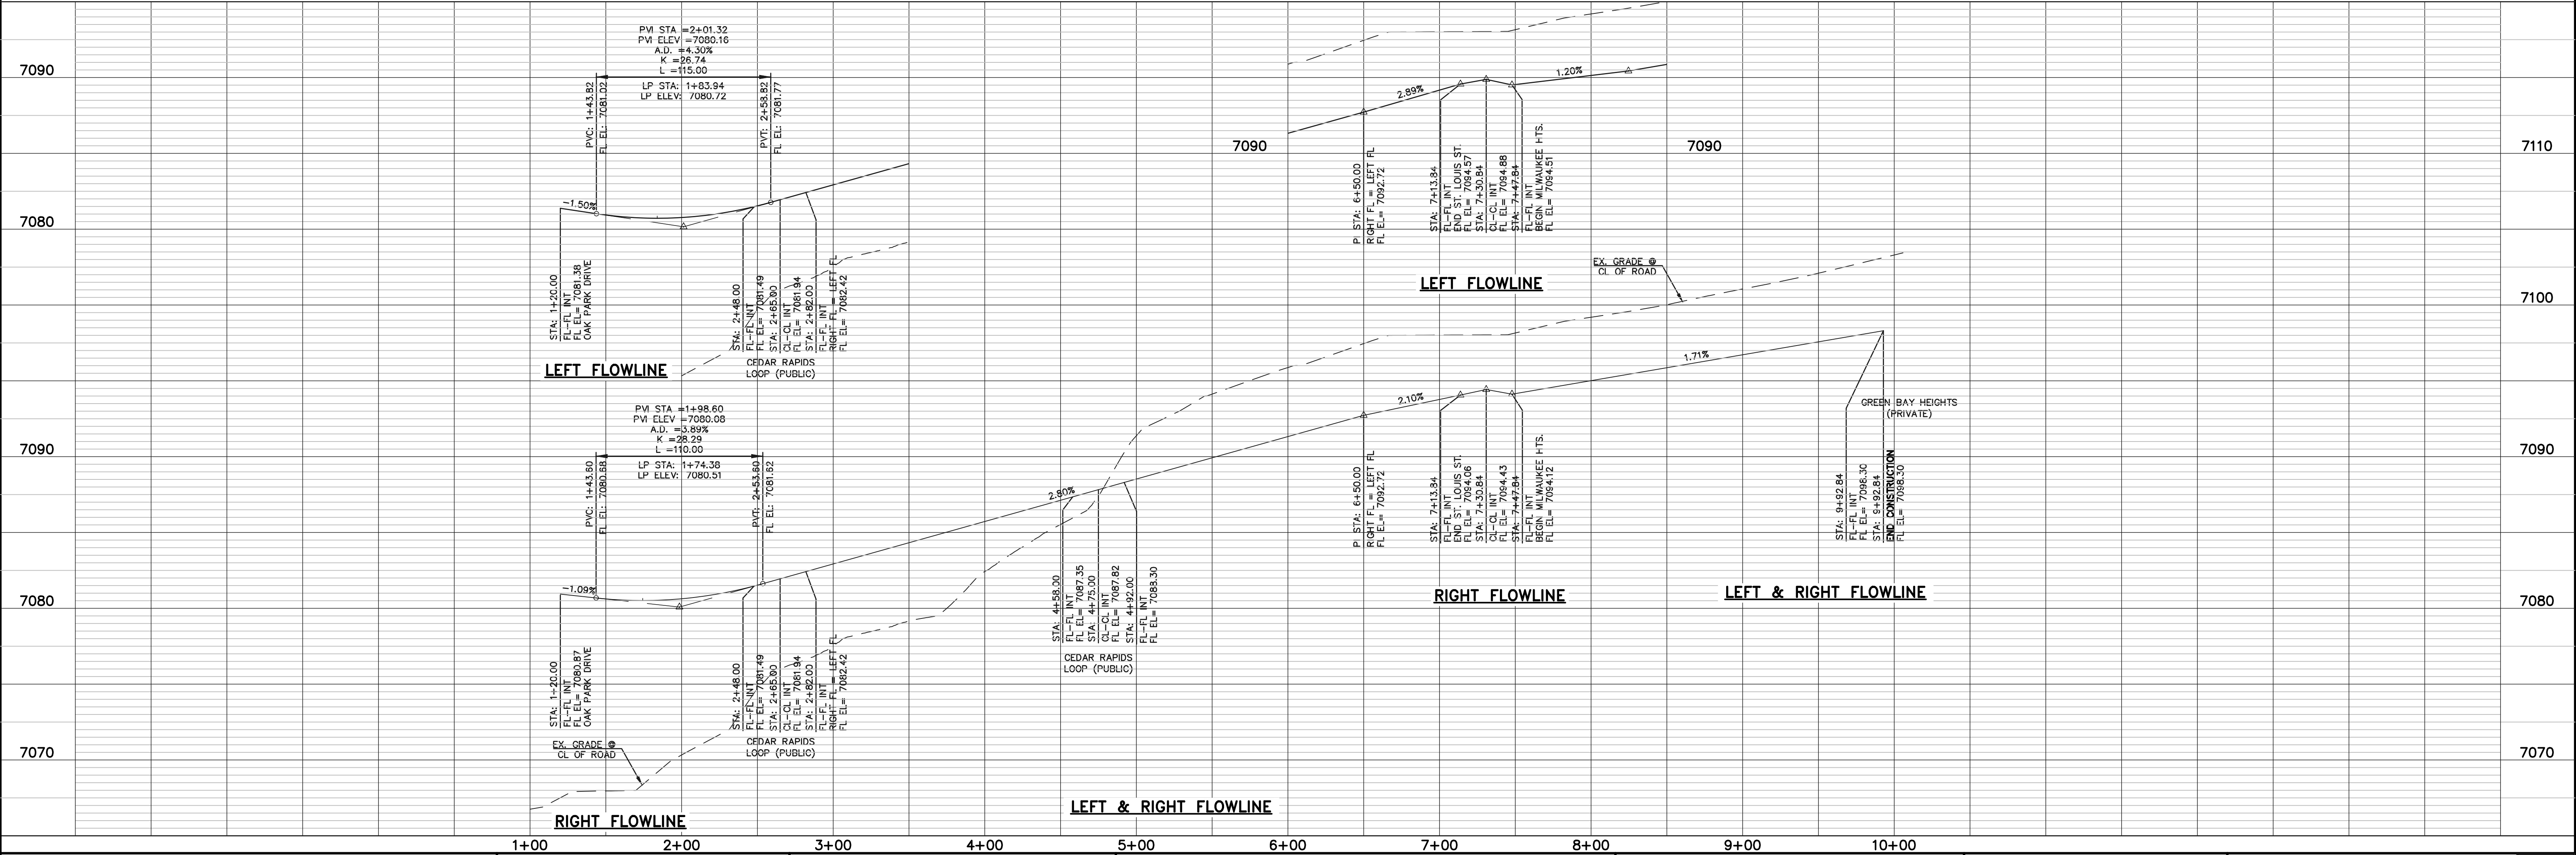 PVI STA =2+01.32
PVI ELEV =7080.16
A.D. =4.30%
K =26.74
L =115.00
LP STA: 1+83.94
LP ELEV: 7080.72
PVC: 1+43.82
FL EL: 7081.02
PVT: 2+58.82
FL EL: 7081.77
-1.50%
STA: 1+20.00
FL-FL INT
FL EL= 7081.38
OAK PARK DRIVE
STA: 2+48.00
FL-FL INT
FL EL= 7081.49
STA: 2+65.00
CL-CL INT
FL EL= 7081.94
STA: 2+82.00
FL-FL INT
RIGHT FL = LEFT FL
FL EL= 7082.42
CEDAR RAPIDS
LOOP (PUBLIC)
LEFT FLOWLINE
7090
7080
7090
7080
7070
2.89%
1.20%
7090
7090
PI STA: 6+50.00
RIGHT FL = LEFT FL
FL EL= 7092.72
STA: 7+13.84
FL-FL INT
END ST. LOUIS ST.
FL EL= 7094.57
STA: 7+30.84
CL-CL INT
FL EL= 7094.88
STA: 7+47.84
FL-FL INT
BEGIN MILWAUKEE HTS.
FL EL= 7094.51
LEFT FLOWLINE
EX. GRADE @
CL OF ROAD
7110
7100
7090
7080
7070
PVI STA =1+98.60
PVI ELEV =7080.08
A.D. =3.89%
K =28.29
L =110.00
LP STA: 1+74.38
LP ELEV: 7080.51
PVC: 1+43.60
FL EL: 7080.68
PVT: 2+53.60
FL EL: 7081.62
-1.09%
STA: 1+20.00
FL-FL INT
FL EL= 7080.87
OAK PARK DRIVE
STA: 2+48.00
FL-FL INT
FL EL= 7081.49
STA: 2+65.00
CL-CL INT
FL EL= 7081.94
STA: 2+82.00
FL-FL INT
RIGHT FL = LEFT FL
FL EL= 7082.42
CEDAR RAPIDS
LOOP (PUBLIC)
EX. GRADE @
CL OF ROAD
RIGHT FLOWLINE
2.80%
STA: 4+58.00
FL-FL INT
FL EL= 7087.35
STA: 4+75.00
CL-CL INT
FL EL= 7087.82
STA: 4+92.00
FL-FL INT
FL EL= 7088.30
CEDAR RAPIDS
LOOP (PUBLIC)
LEFT & RIGHT FLOWLINE
2.10%
1.71%
PI STA: 6+50.00
RIGHT FL = LEFT FL
FL EL= 7092.72
STA: 7+13.84
FL-FL INT
END ST. LOUIS ST.
FL EL= 7094.06
STA: 7+30.84
CL-CL INT
FL EL= 7094.43
STA: 7+47.84
FL-FL INT
BEGIN MILWAUKEE HTS.
FL EL= 7094.12
RIGHT FLOWLINE
GREEN BAY HEIGHTS
(PRIVATE)
STA: 9+92.84
FL-FL INT
FL EL= 7098.30
STA: 9+92.84
END CONSTRUCTION
FL EL= 7098.30
LEFT & RIGHT FLOWLINE
1+00
2+00
3+00
4+00
5+00
6+00
7+00
8+00
9+00
10+00